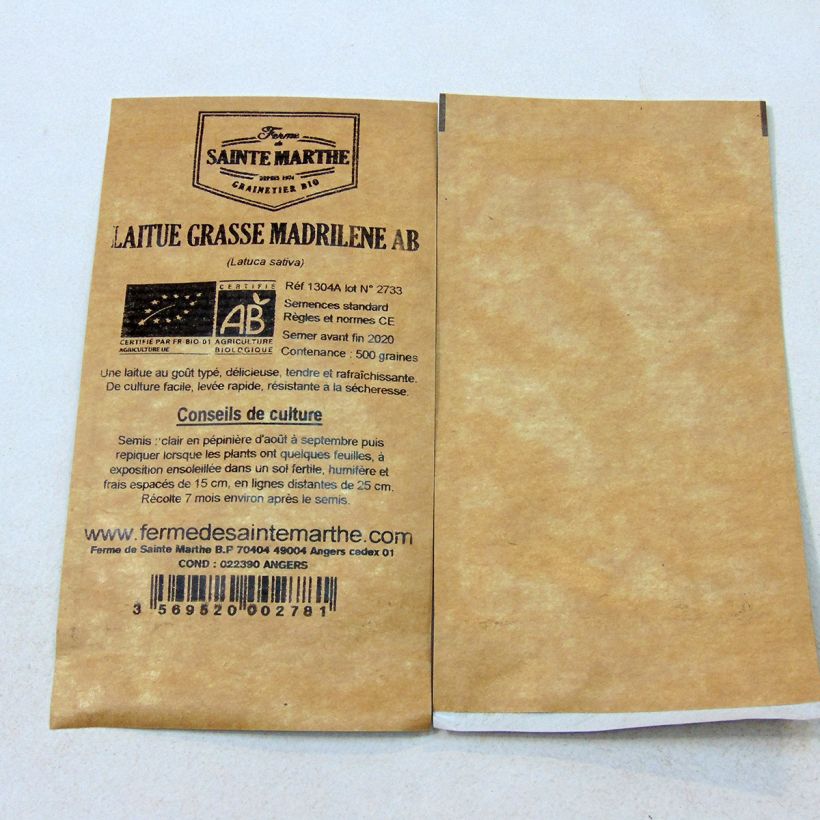 Ferme
de
SAINTE MARTHE
DEPUIS 1974
GRAINETIER BIO
LAITUE GRASSE MADRILENE AB
(Latuca sativa)
Réf 1304A lot N° 2733
Semences standard
Règles et normes CE
Semer avant fin 2020
Contenance : 500 graines
CERTIFIÉ
AB
AGRICULTURE
BIOLOGIQUE
CERTIFIÉ PAR FR-BIO-01
AGRICULTURE UE
Une laitue au goût typé, délicieuse, tendre et rafraîchissante.
De culture facile, levée rapide, résistante à la sécheresse.
Conseils de culture
Semis : clair en pépinière d'août à septembre puis
repiquer lorsque les plants ont quelques feuilles, à
exposition ensoleillée dans un sol fertile, humifère et
frais espacés de 15 cm, en lignes distantes de 25 cm.
Récolte 7 mois environ après le semis.
www.fermedesaintemarthe.com
Ferme de Sainte Marthe B.P 70404 49004 Angers cedex 01
COND : 022390 ANGERS
3 569520 002781